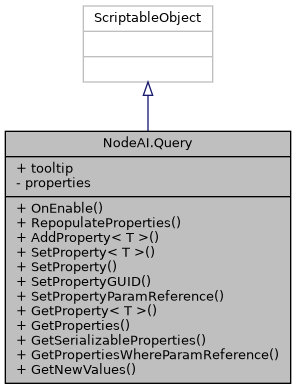 ScriptableObject
NodeAI.Query
+ tooltip
- properties
+ OnEnable()
+ RepopulateProperties()
+ AddProperty< T >()
+ SetProperty< T >()
+ SetProperty()
+ SetPropertyGUID()
+ SetPropertyParamReference()
+ GetProperty< T >()
+ GetProperties()
+ GetSerializableProperties()
+ GetPropertiesWhereParamReference()
+ GetNewValues()